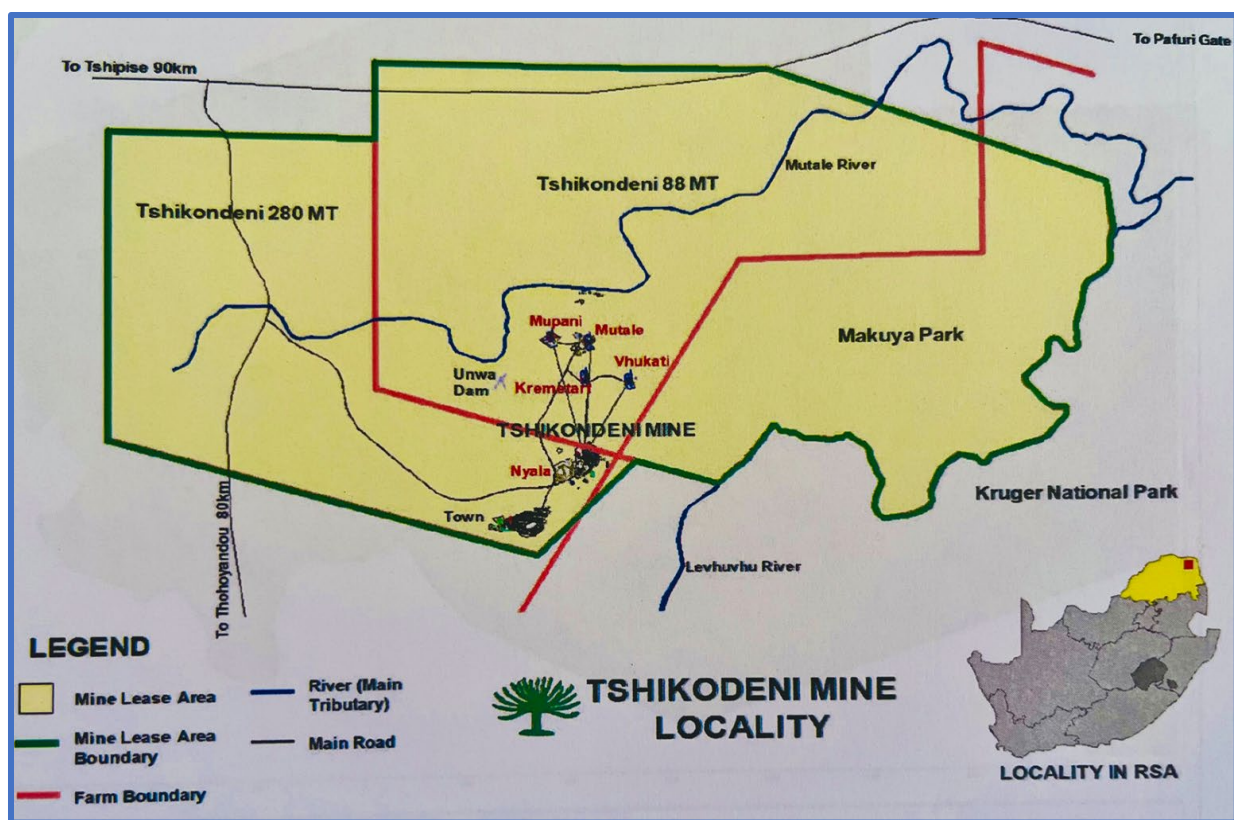 To Pafuri Gate
To Tshipise 90km
Mutale River
Tshikondeni 88 MT
Tshikondeni 280 MT
Mupani
Mutale
Makuya Park
Vhukati
Unwa
Dam
Kremetart
TSHIKONDENI MINE
Nyala
Kruger National Park
Town
Levhuvhu River
To Thohoyandou 80km
LEGEND
Mine Lease Area
Mine Lease Area
Boundary
Farm Boundary
River (Main
Tributary)
Main Road
TSHIKODENI MINE
LOCALITY
LOCALITY IN RSA